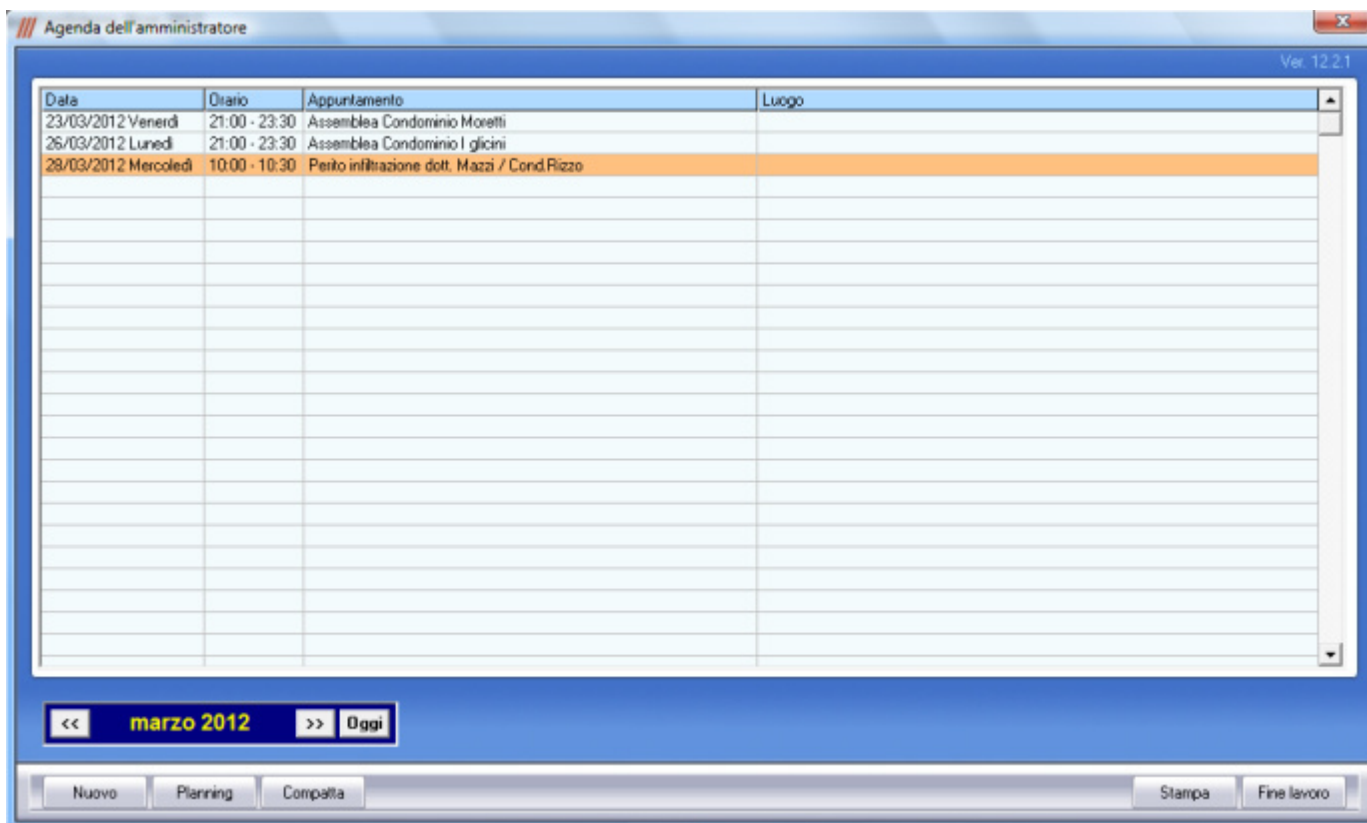 Agenda dell'amministratore
Ver. 12.2.1
Data Orario Appuntamento Luogo
23/03/2012 Venerdì 21:00 - 23:30 Assemblea Condominio Moretti
26/03/2012 Lunedì 21:00 - 23:30 Assemblea Condominio I glicini
28/03/2012 Mercoledì 10:00 - 10:30 Perito infiltrazione dott. Mazzi / Cond.Rizzo
<< marzo 2012 >> Oggi
Nuovo Planning Compatta Stampa Fine lavoro